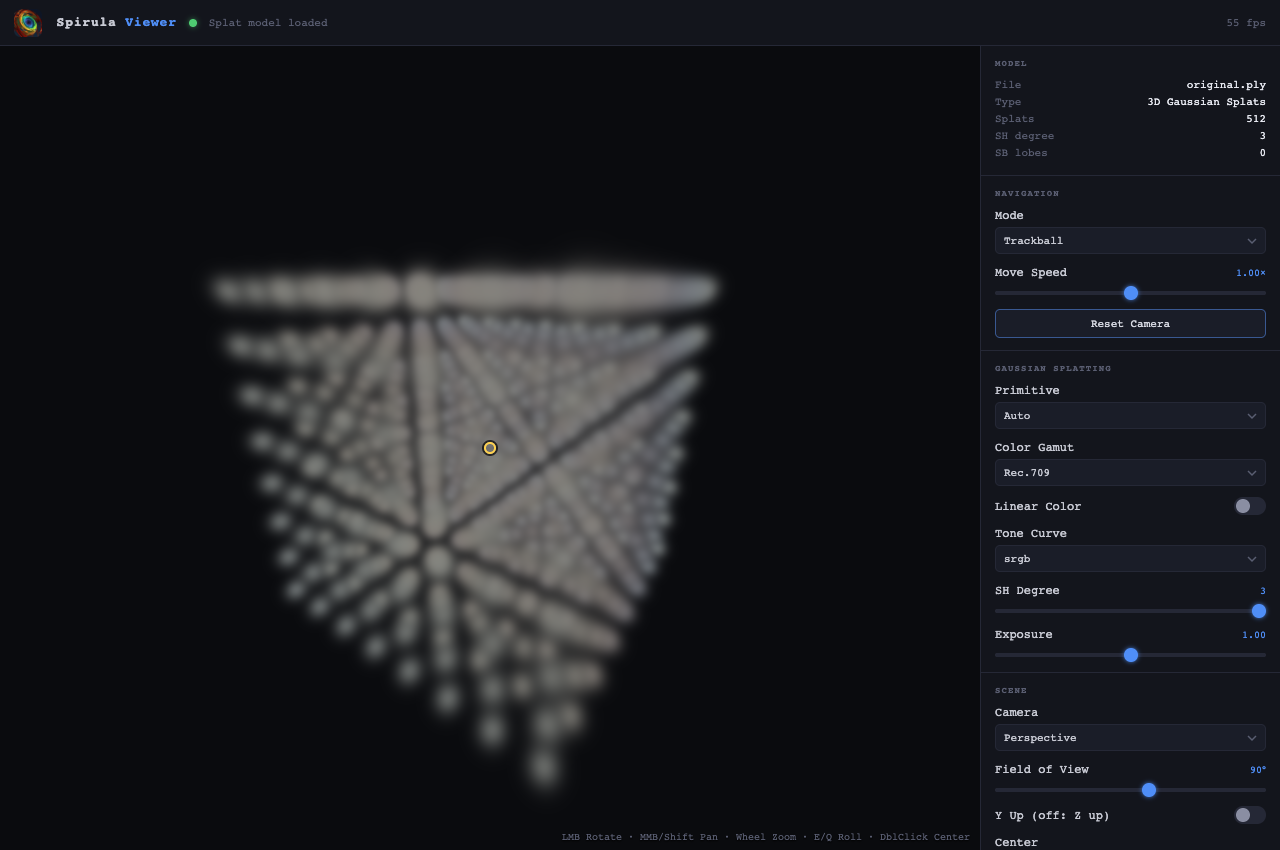 Spirula Viewer Splat model loaded 55 fps
MODEL
File original.ply
Type 3D Gaussian Splats
Splats 512
SH degree 3
SB lobes 0
NAVIGATION
Mode
Trackball
Move Speed 1.00×
Reset Camera
GAUSSIAN SPLATTING
Primitive
Auto
Color Gamut
Rec.709
Linear Color
Tone Curve
srgb
SH Degree 3
Exposure 1.00
SCENE
Camera
Perspective
Field of View 90°
Y Up (off: Z up)
Center
LMB Rotate · MMB/Shift Pan · Wheel Zoom · E/Q Roll · DblClick Center